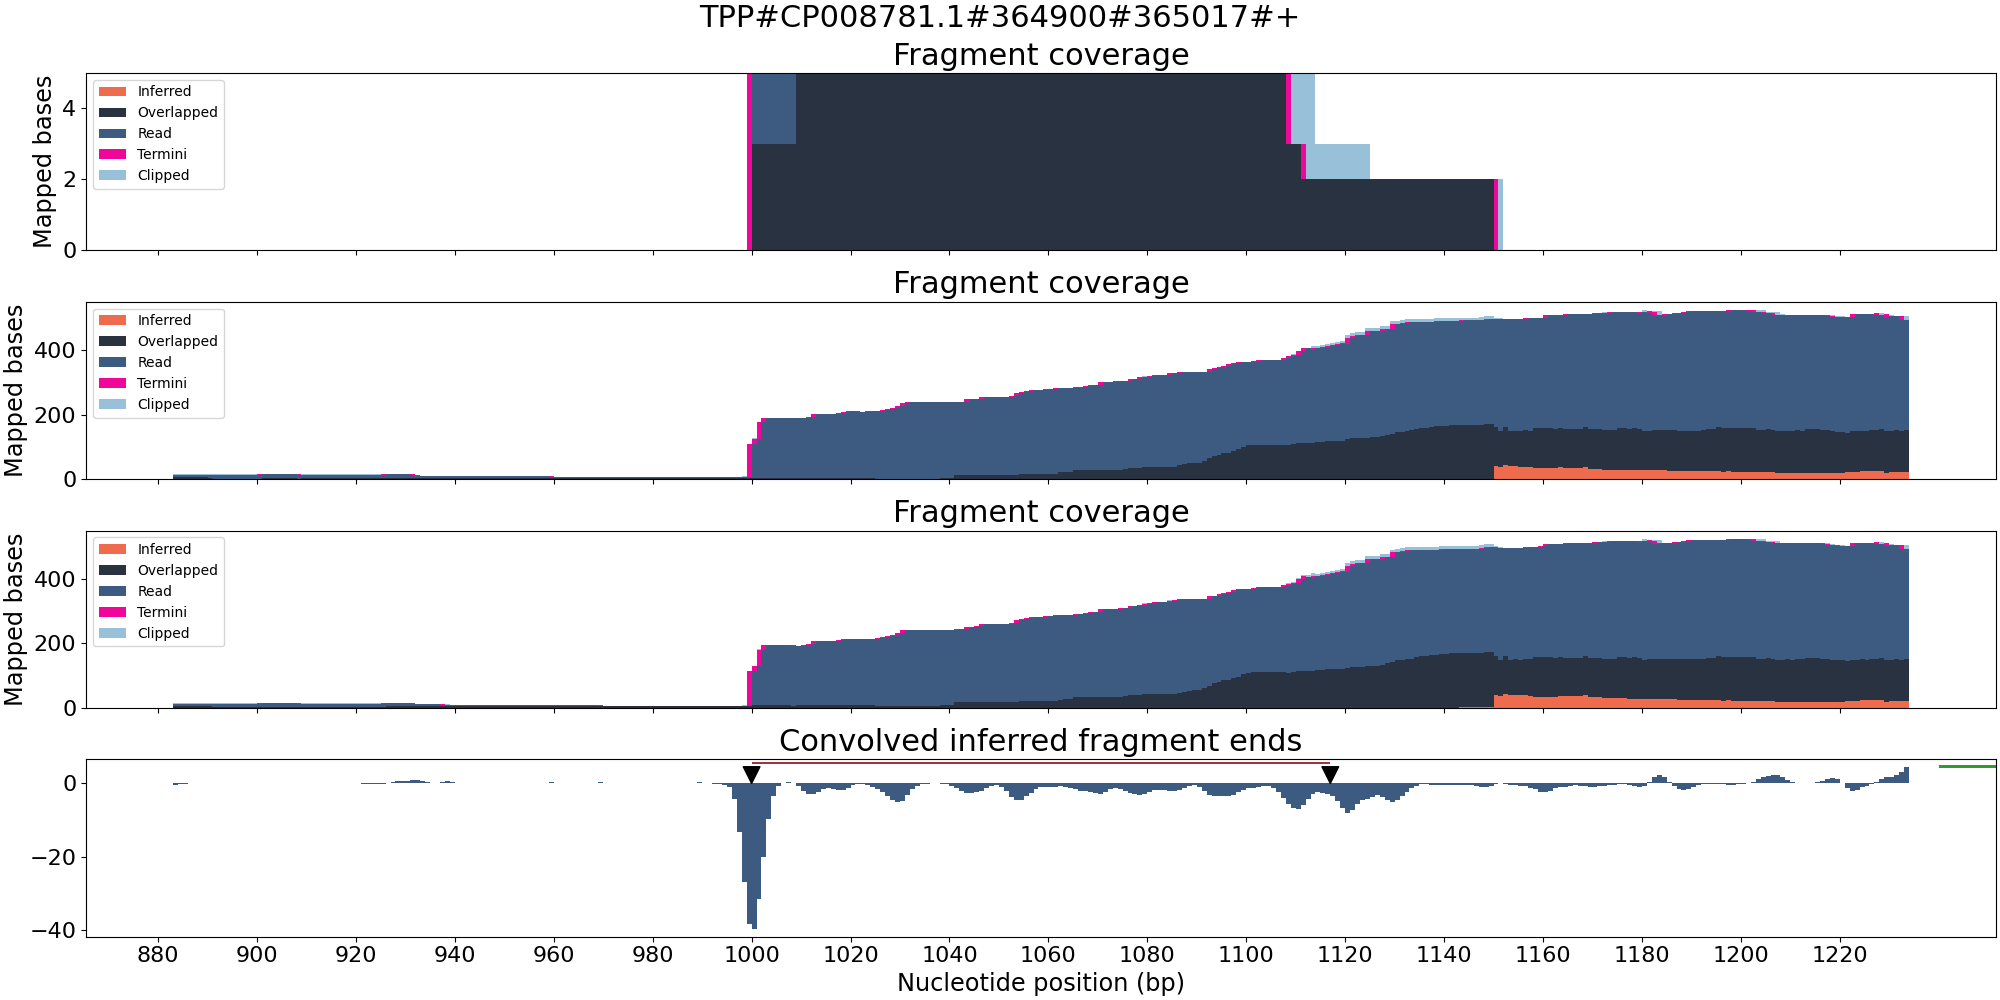 TPP#CP008781.1#364900#365017#+
Fragment coverage
Mapped bases
4
2
0
Inferred
Overlapped
Read
Termini
Clipped
Fragment coverage
Mapped bases
400
200
0
Inferred
Overlapped
Read
Termini
Clipped
Fragment coverage
Mapped bases
400
200
0
Inferred
Overlapped
Read
Termini
Clipped
Convolved inferred fragment ends
0
−20
−40
880 900 920 940 960 980 1000 1020 1040 1060 1080 1100 1120 1140 1160 1180 1200 1220
Nucleotide position (bp)